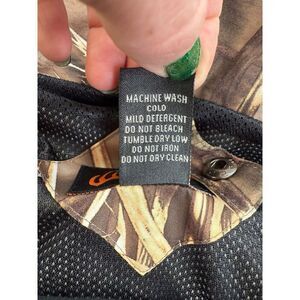 MACHINE WASH
COLD
MILD DETERGENT
DO NOT BLEACH
TUMBLE DRY LOW
DO NOT IRON
DO NOT DRY CLEAN